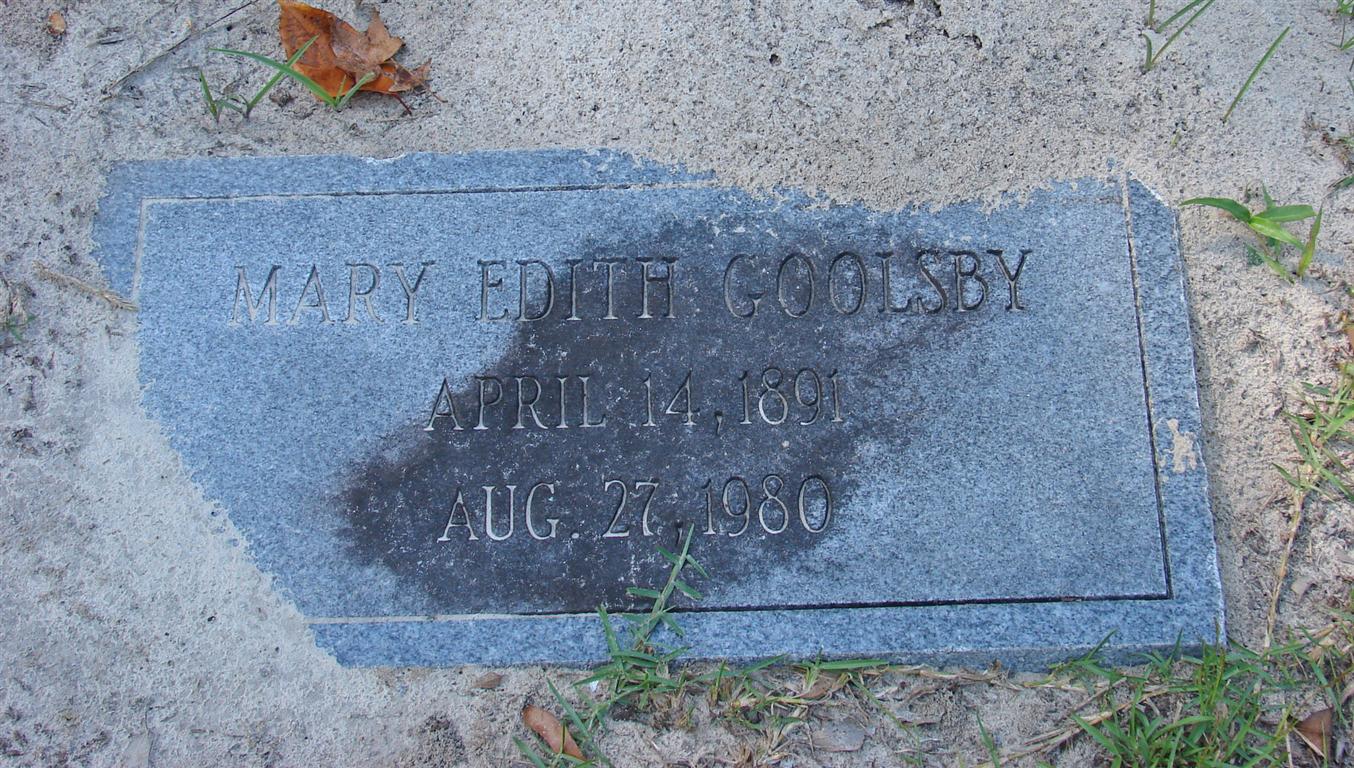 MARY EDITH GOOLSBY
APRIL 14, 1891
AUG. 27, 1980